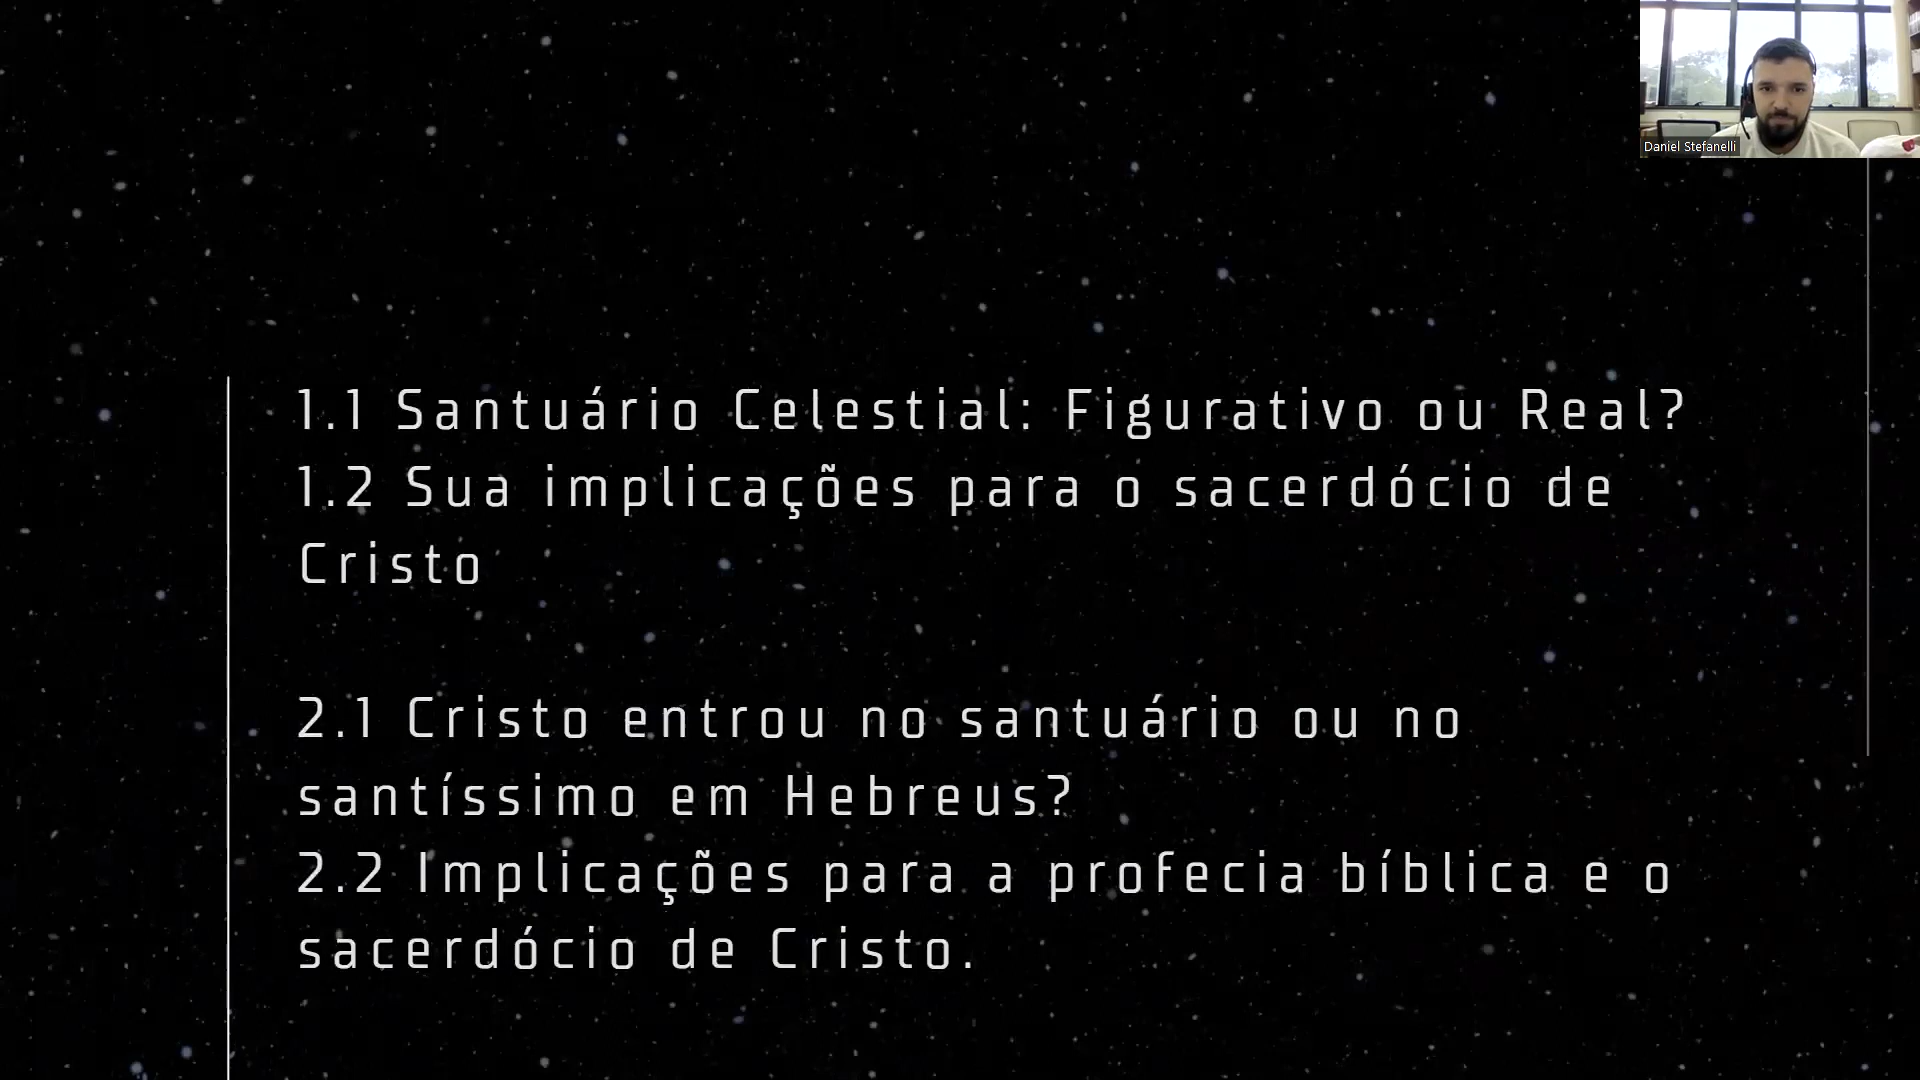 Daniel Stefanelli
1.1 Santuário Celestial: Figurativo ou Real?
1.2 Sua implicações para o sacerdócio de
Cristo
2.1 Cristo entrou no santuário ou no
santíssimo em Hebreus?
2.2 Implicações para a profecia bíblica e o
sacerdócio de Cristo.